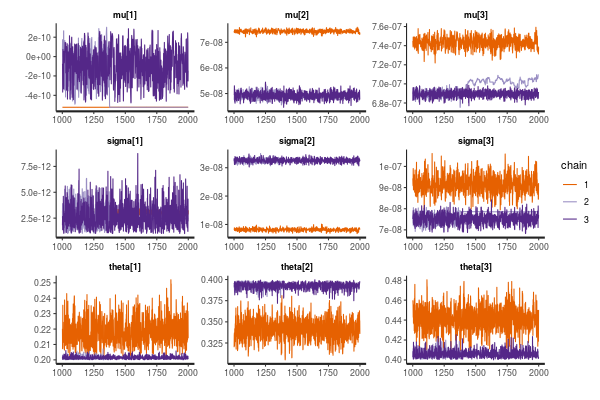 mu[1] mu[2] mu[3]
2e-10
0e+00
-2e-10
-4e-10
7e-08
6e-08
5e-08
7.6e-07
7.4e-07
7.2e-07
7.0e-07
6.8e-07
1000 1250 1500 1750 2000 1000 1250 1500 1750 2000 1000 1250 1500 1750 2000
sigma[1] sigma[2] sigma[3]
7.5e-12
5.0e-12
2.5e-12
3e-08
2e-08
1e-08
1e-07
9e-08
8e-08
7e-08
1000 1250 1500 1750 2000 1000 1250 1500 1750 2000 1000 1250 1500 1750 2000
theta[1] theta[2] theta[3]
0.25
0.24
0.23
0.22
0.21
0.20
0.400
0.375
0.350
0.325
0.48
0.46
0.44
0.42
0.40
1000 1250 1500 1750 2000 1000 1250 1500 1750 2000 1000 1250 1500 1750 2000
chain
1
2
3